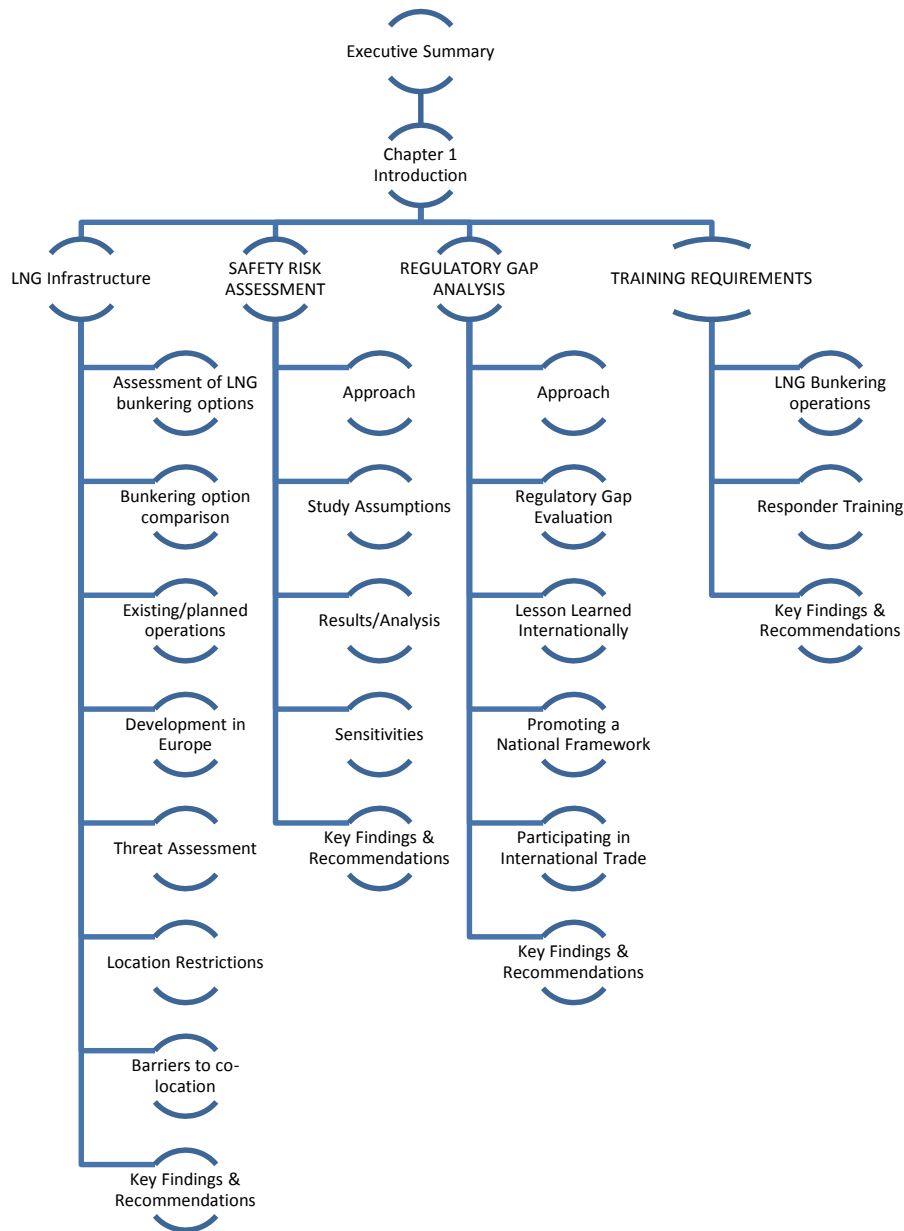 Executive Summary
Chapter 1
Introduction
LNG Infrastructure
Assessment of LNG
bunkering options
Bunkering option
comparison
Existing/planned
operations
Development in
Europe
Threat Assessment
Location Restrictions
Barriers to co-
location
Key Findings &
Recommendations
SAFETY RISK
ASSESSMENT
Approach
Study Assumptions
Results/Analysis
Sensitivities
Key Findings &
Recommendations
REGULATORY GAP
ANALYSIS
Approach
Regulatory Gap
Evaluation
Lesson Learned
Internationally
Promoting a
National Framework
Participating in
International Trade
Key Findings &
Recommendations
TRAINING REQUIREMENTS
LNG Bunkering
operations
Responder Training
Key Findings &
Recommendations